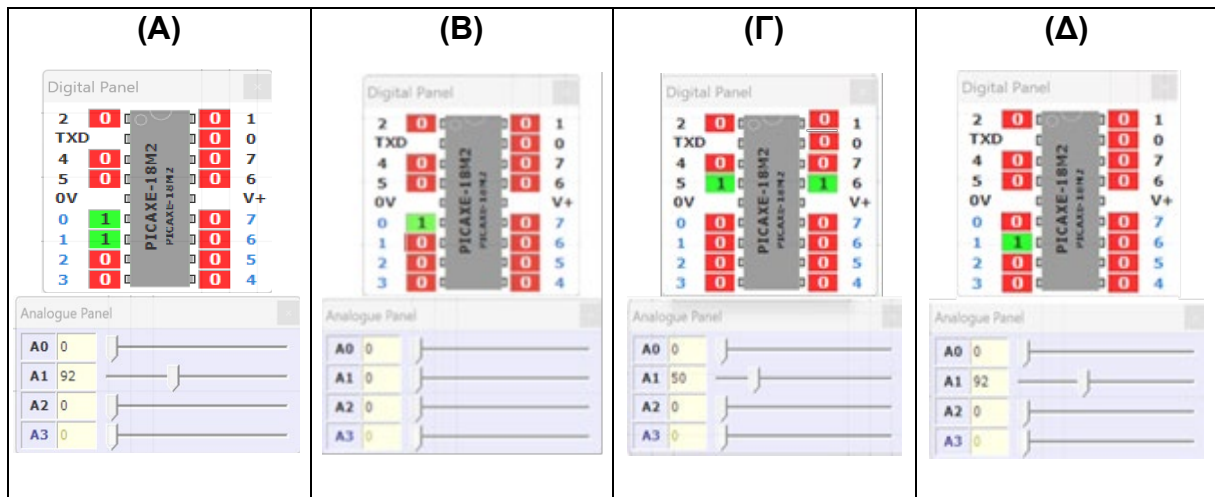 (Α)
Digital Panel
2 0 0 1
TXD 0 0
4 0 0 7
5 0 0 6
0V V+
0 1 0 7
1 1 0 6
2 0 0 5
3 0 0 4
PICAXE-18M2
PICAXE-18M2
Analogue Panel
A0 0
A1 92
A2 0
A3 0
(Β)
Digital Panel
2 0 0 1
TXD 0 0
4 0 0 7
5 0 0 6
0V V+
0 1 0 7
1 0 0 6
2 0 0 5
3 0 0 4
PICAXE-18M2
PICAXE-18M2
Analogue Panel
A0 0
A1 0
A2 0
A3 0
(Γ)
Digital Panel
2 0 0 1
TXD 0 0
4 0 0 7
5 1 1 6
0V V+
0 0 0 7
1 0 0 6
2 0 0 5
3 0 0 4
PICAXE-18M2
PICAXE-18M2
Analogue Panel
A0 0
A1 50
A2 0
A3 0
(Δ)
Digital Panel
2 0 0 1
TXD 0 0
4 0 0 7
5 0 0 6
0V V+
0 0 0 7
1 1 0 6
2 0 0 5
3 0 0 4
PICAXE-18M2
PICAXE-18M2
Analogue Panel
A0 0
A1 92
A2 0
A3 0